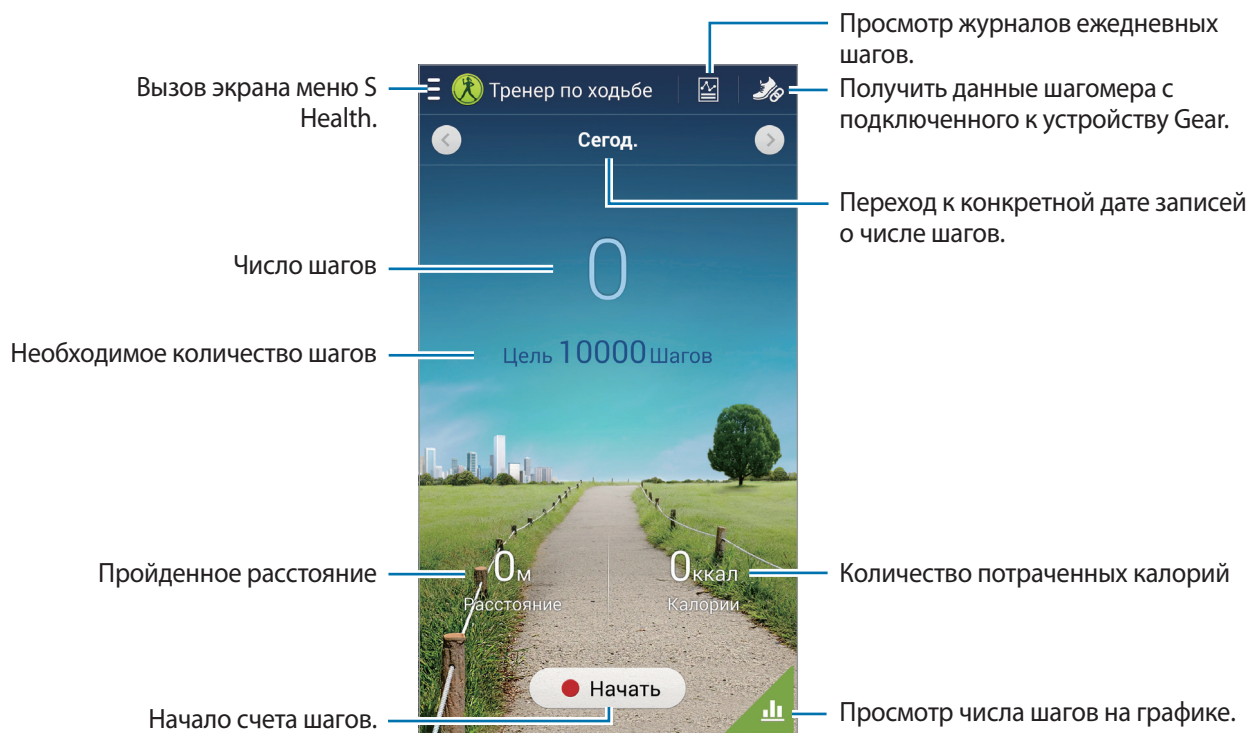 Просмотр журналов ежедневных
шагов.
Вызов экрана меню S
Health.
Тренер по ходьбе
Получить данные шагомера с
подключенного к устройству Gear.
Сегод.
Переход к конкретной дате записей
о числе шагов.
Число шагов
0
Необходимое количество шагов
Цель 10000 Шагов
Пройденное расстояние
0м
Расстояние
0ккал
Калории
Количество потраченных калорий
Начать
Начало счета шагов.
Просмотр числа шагов на графике.